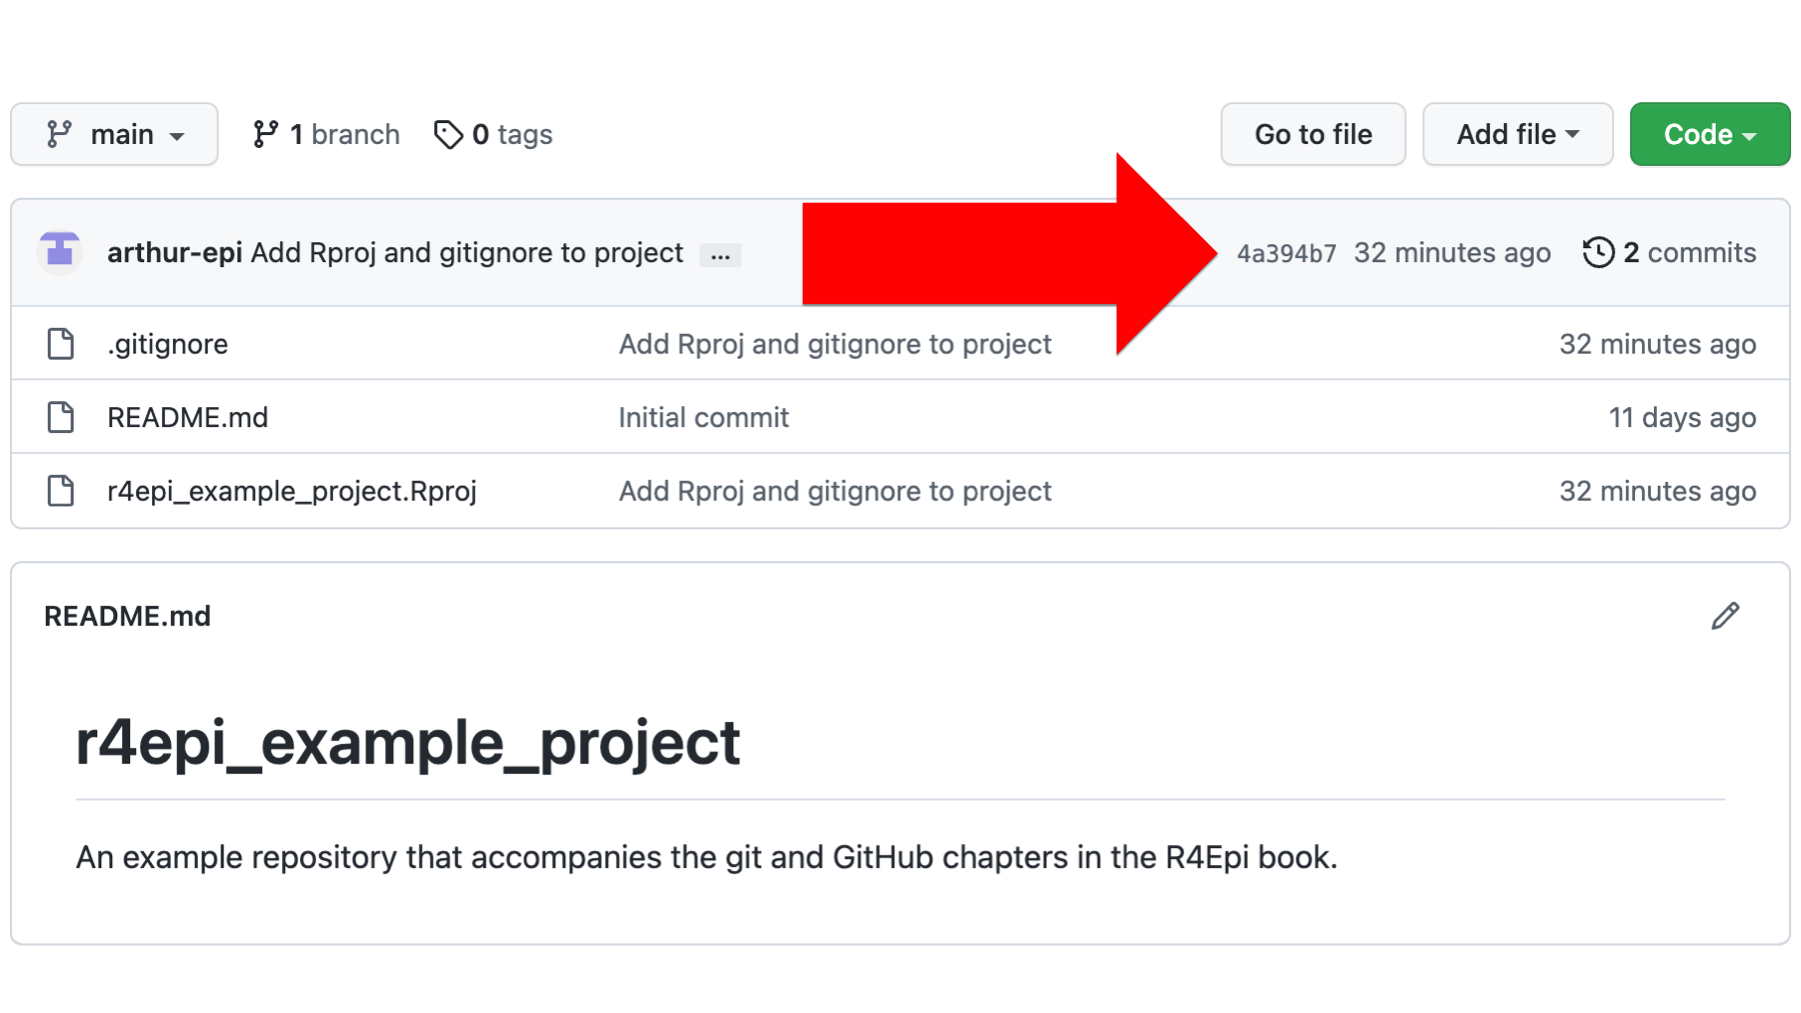 main 1 branch 0 tags Go to file Add file Code
arthur-epi Add Rproj and gitignore to project ... 4a394b7 32 minutes ago 2 commits
.gitignore Add Rproj and gitignore to project 32 minutes ago
README.md Initial commit 11 days ago
r4epi_example_project.Rproj Add Rproj and gitignore to project 32 minutes ago
README.md
r4epi_example_project
An example repository that accompanies the git and GitHub chapters in the R4Epi book.